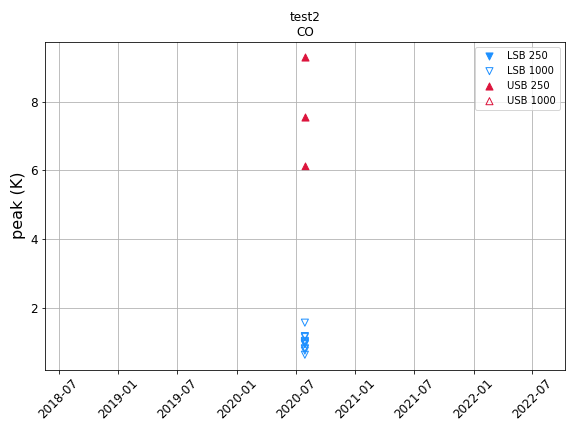 test2
CO
peak (K)
8
6
4
2
LSB 250
LSB 1000
USB 250
USB 1000
2018-07
2019-01
2019-07
2020-01
2020-07
2021-01
2021-07
2022-01
2022-07